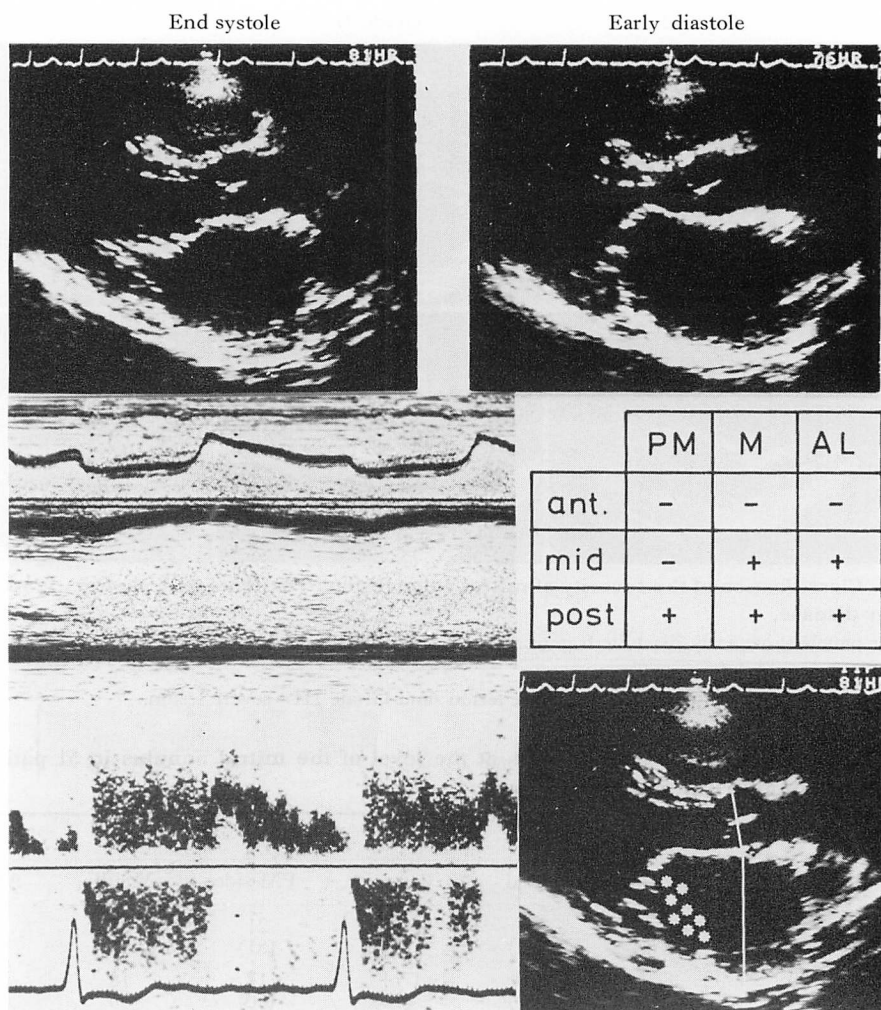 End systole
Early diastole
81HR
76HR
PM M AL
ant. - - -
mid - + +
post + + +
81HR